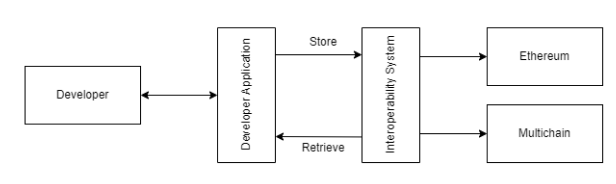 Developer
Developer Application
Store
Retrieve
Interoperability System
Ethereum
Multichain